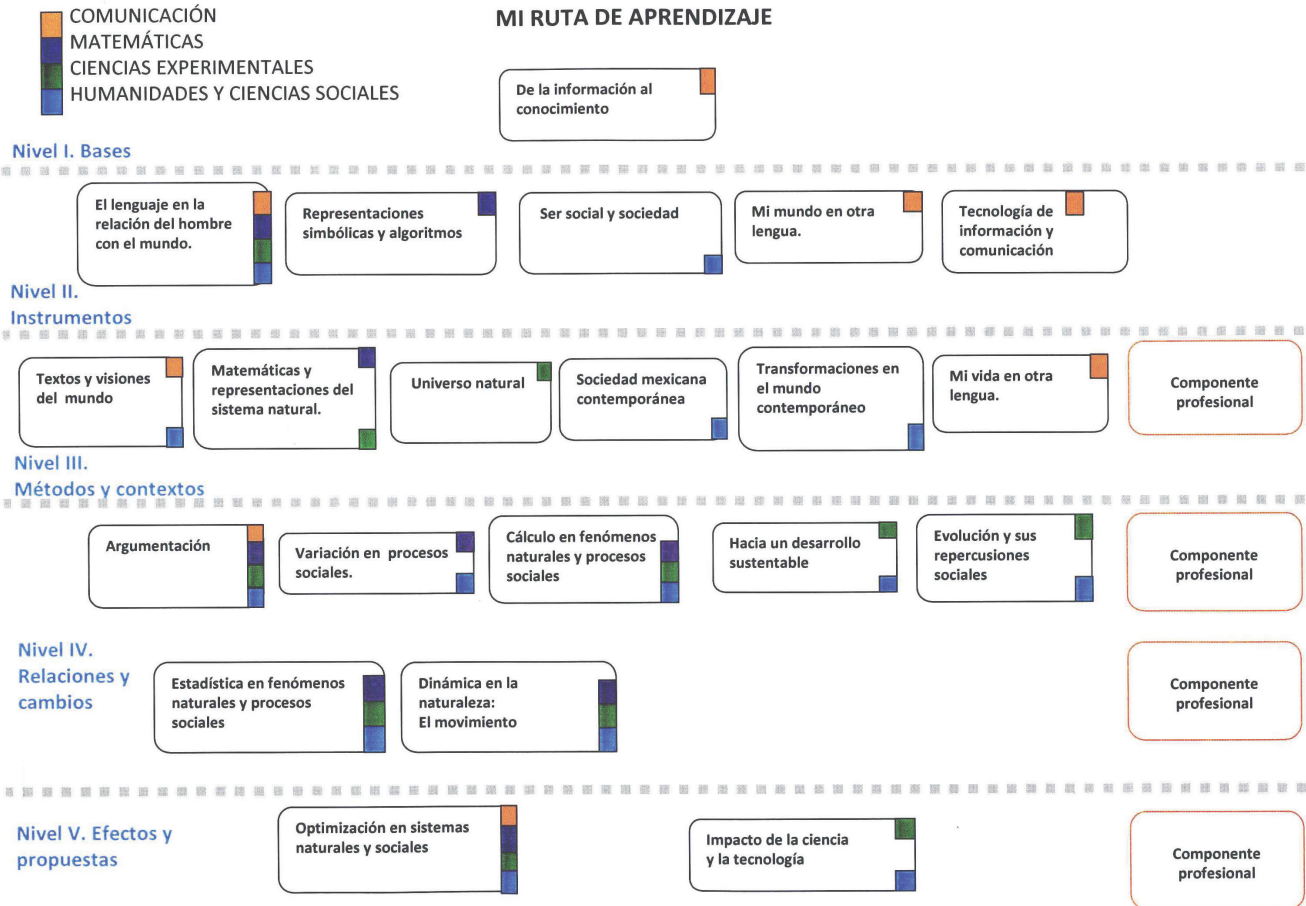 COMUNICACIÓN
MATEMÁTICAS
CIENCIAS EXPERIMENTALES
HUMANIDADES Y CIENCIAS SOCIALES
MI RUTA DE APRENDIZAJE
De la información al
conocimiento
Nivel I. Bases
El lenguaje en la
relación del hombre
con el mundo.
Representaciones
simbólicas y algoritmos
Ser social y sociedad
Mi mundo en otra
lengua.
Tecnología de
información y
comunicación
Nivel II.
Instrumentos
Textos y visiones
del mundo
Matemáticas y
representaciones del
sistema natural.
Universo natural
Sociedad mexicana
contemporánea
Transformaciones en
el mundo
contemporáneo
Mi vida en otra
lengua.
Componente
profesional
Nivel III.
Métodos y contextos
Argumentación
Variación en procesos
sociales.
Cálculo en fenómenos
naturales y procesos
sociales
Hacia un desarrollo
sustentable
Evolución y sus
repercusiones
sociales
Componente
profesional
Nivel IV.
Relaciones y
cambios
Estadística en fenómenos
naturales y procesos
sociales
Dinámica en la
naturaleza:
El movimiento
Componente
profesional
Nivel V. Efectos y
propuestas
Optimización en sistemas
naturales y sociales
Impacto de la ciencia
y la tecnología
Componente
profesional